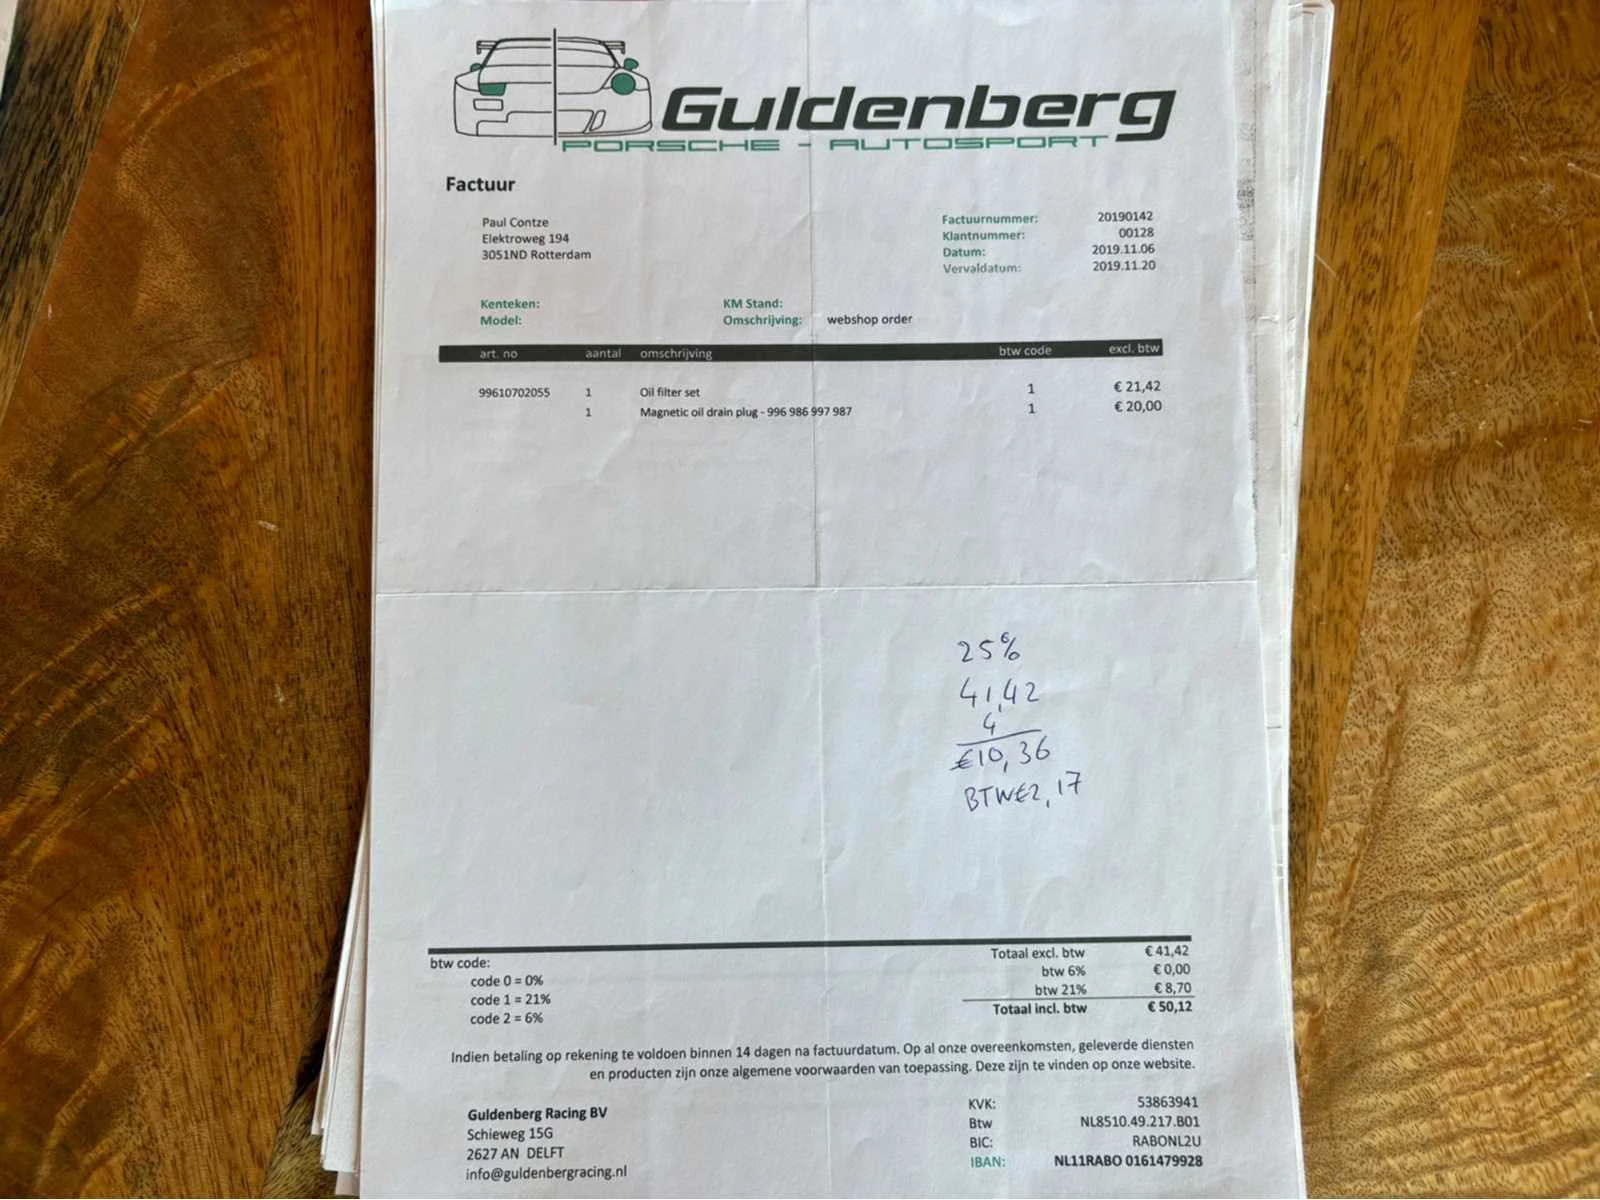 Guldenberg
PORSCHE - AUTOSPORT
Factuur
Paul Contze
Elektroweg 194
3051ND Rotterdam
Factuurnummer: 20190142
Klantnummer: 00128
Datum: 2019.11.06
Vervaldatum: 2019.11.20
Kenteken: KM Stand:
Model: Omschrijving: webshop order
art. no aantal omschrijving btw code excl. btw
99610702055 1 Oil filter set 1 € 21,42
1 Magnetic oil drain plug - 996 986 997 987 1 € 20,00
25%
41,42
4
€10,36
BTW€2,17
btw code:
code 0 = 0%
code 1 = 21%
code 2 = 6%
Totaal excl. btw € 41,42
btw 6% € 0,00
btw 21% € 8,70
Totaal incl. btw € 50,12
Indien betaling op rekening te voldoen binnen 14 dagen na factuurdatum. Op al onze overeenkomsten, geleverde diensten
en producten zijn onze algemene voorwaarden van toepassing. Deze zijn te vinden op onze website.
Guldenberg Racing BV
Schieweg 15G
2627 AN DELFT
info@guldenbergracing.nl
KVK: 53863941
Btw NL8510.49.217.B01
BIC: RABONL2U
IBAN: NL11RABO 0161479928